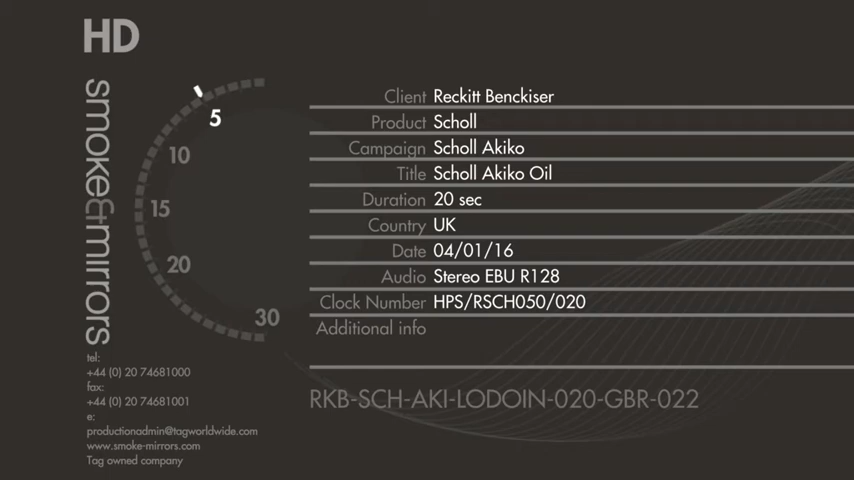 HD
smoke&mirrors
5
10
15
20
30
Client Reckitt Benckiser
Product Scholl
Campaign Scholl Akiko
Title Scholl Akiko Oil
Duration 20 sec
Country UK
Date 04/01/16
Audio Stereo EBU R128
Clock Number HPS/RSCH050/020
Additional info
RKB-SCH-AKI-LODOIN-020-GBR-022
tel:
+44 (0) 20 74681000
fax:
+44 (0) 20 74681001
e:
productionadmin@tagworldwide.com
www.smoke-mirrors.com
Tag owned company